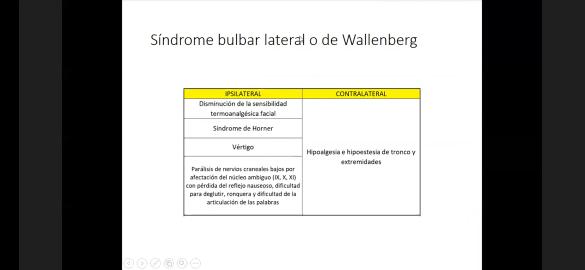 Síndrome bulbar lateral o de Wallenberg
IPSILATERAL
CONTRALATERAL
Disminución de la sensibilidad
termoanalgésica facial
Síndrome de Horner
Vértigo
Parálisis de nervios craneales bajos por
afectación del núcleo ambiguo (IX, X, XI)
con pérdida del reflejo nauseoso, dificultad
para deglutir, ronquera y dificultad de la
articulación de las palabras
Hipoalgesia e hipoestesia de tronco y
extremidades